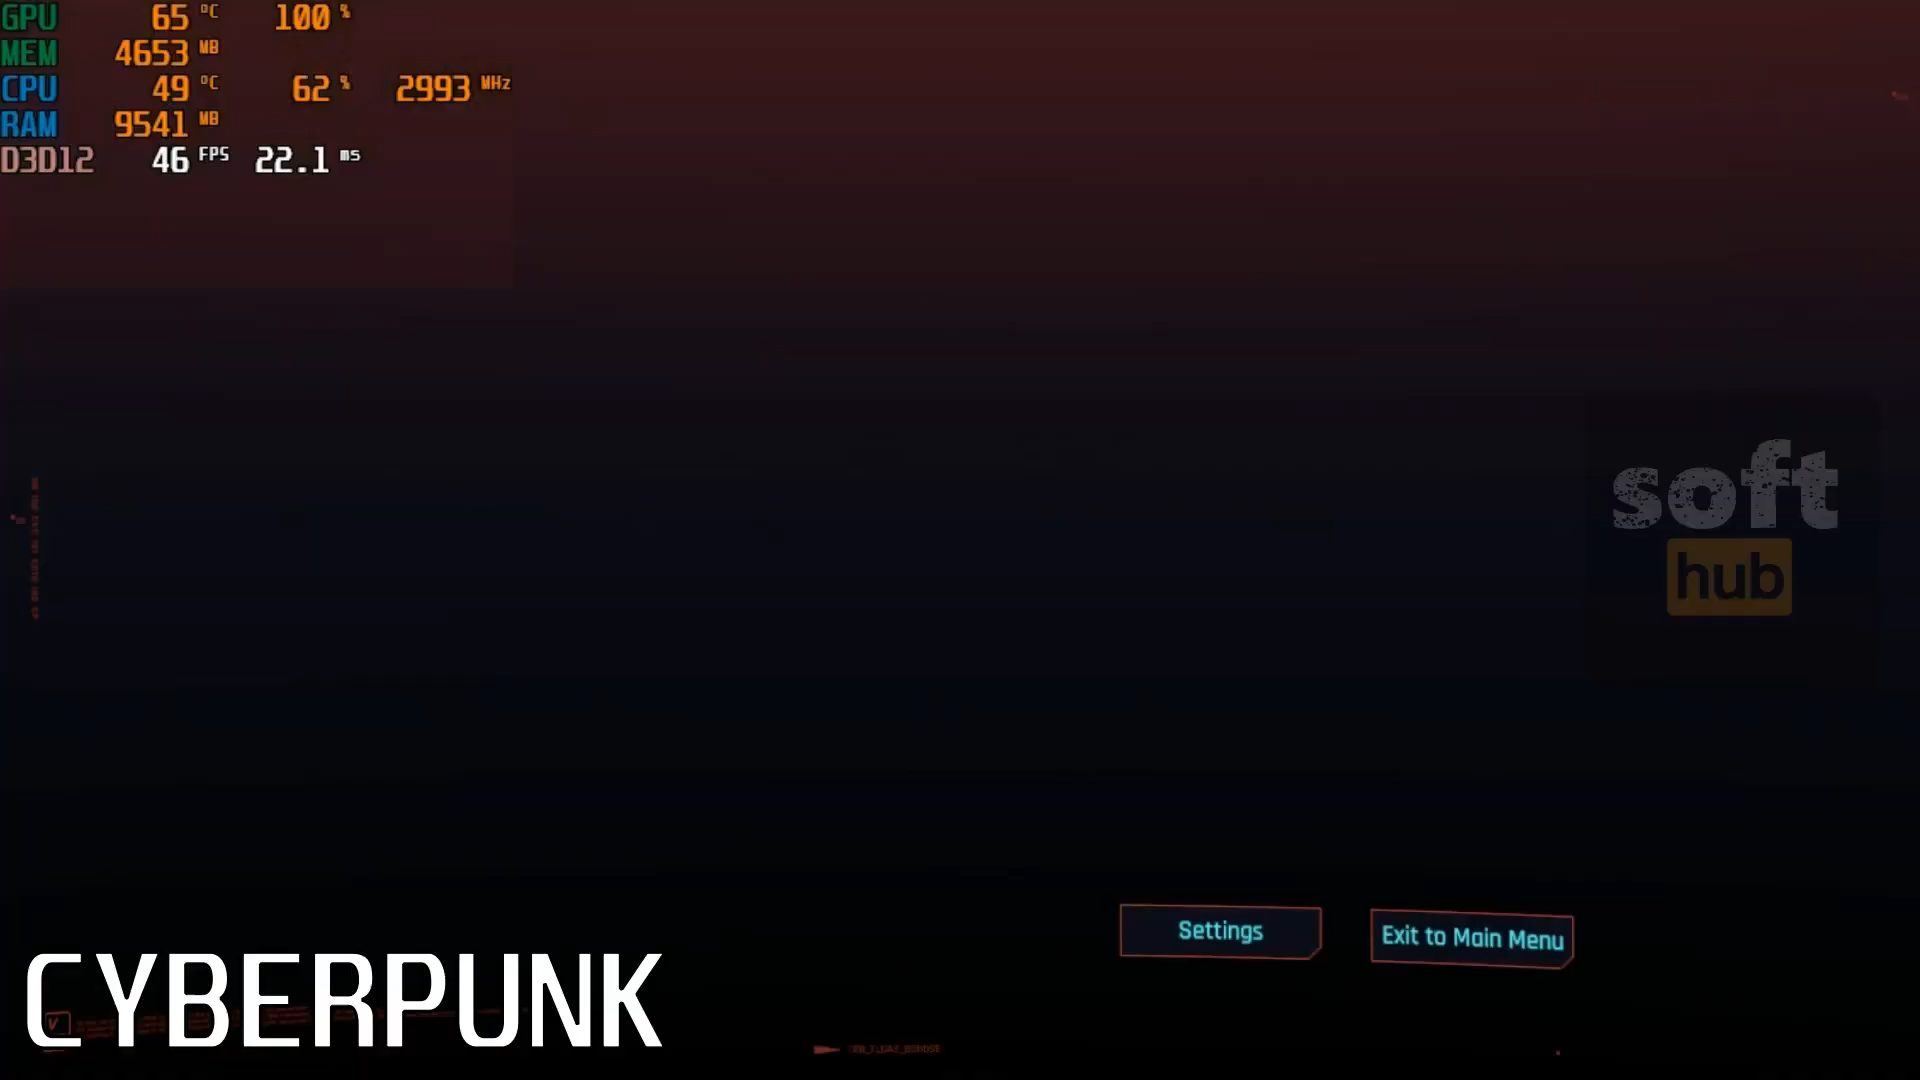 GPU 65 °C 100 %
MEM 4653 MB
CPU 49 °C 62 % 2993 MHz
RAM 9541 MB
D3D12 46 FPS 22.1 ms
soft
hub
Settings
Exit to Main Menu
CYBERPUNK
V